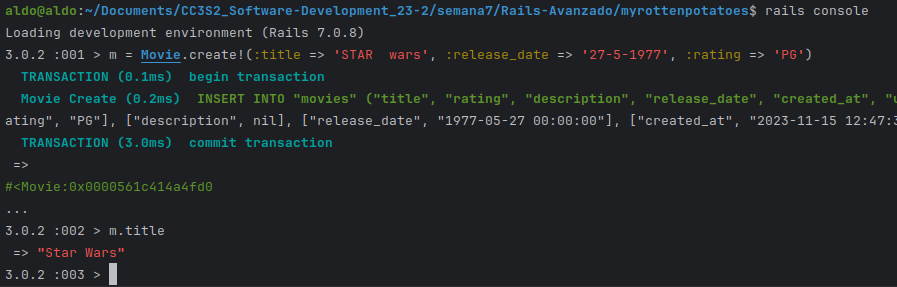 aldo@aldo:~/Documents/CC3S2_Software-Development_23-2/semana7/Rails-Avanzado/myrottenpotatoes$ rails console
Loading development environment (Rails 7.0.8)
3.0.2 :001 > m = Movie.create!(:title => 'STAR  wars', :release_date => '27-5-1977', :rating => 'PG')
  TRANSACTION (0.1ms)  begin transaction
  Movie Create (0.2ms)  INSERT INTO "movies" ("title", "rating", "description", "release_date", "created_at", "u
ating", "PG"], ["description", nil], ["release_date", "1977-05-27 00:00:00"], ["created_at", "2023-11-15 12:47:3
  TRANSACTION (3.0ms)  commit transaction
 =>
#<Movie:0x0000561c414a4fd0
...
3.0.2 :002 > m.title
 => "Star Wars"
3.0.2 :003 >